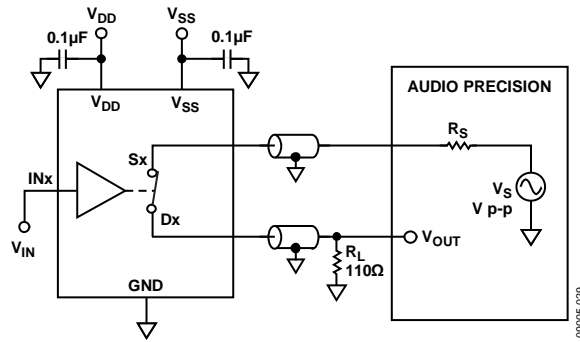 VDD
VSS
0.1µF
0.1µF
VDD
VSS
AUDIO PRECISION
RS
Sx
INx
VS
V p-p
Dx
VIN
VOUT
RL
110Ω
GND